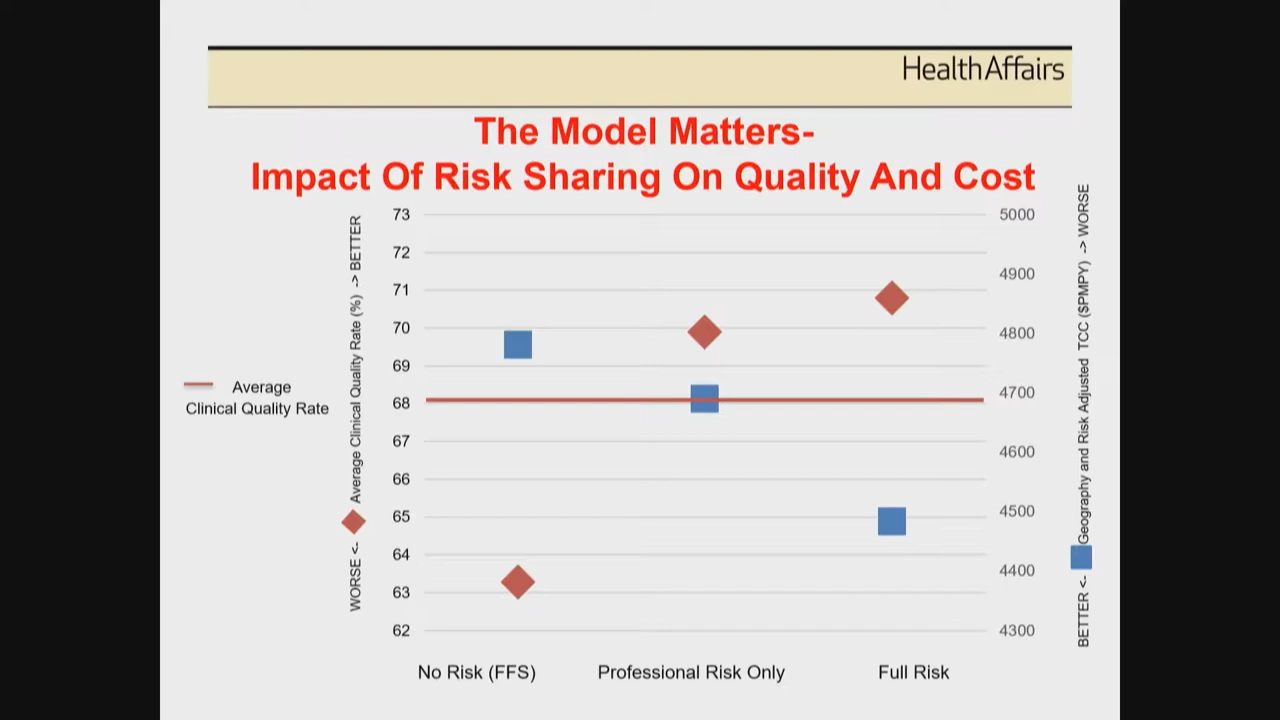 HealthAffairs
The Model Matters-
Impact Of Risk Sharing On Quality And Cost
Average
Clinical Quality Rate
WORSE <- Average Clinical Quality Rate (%) -> BETTER
73
72
71
70
69
68
67
66
65
64
63
62
5000
4900
4800
4700
4600
4500
4400
4300
BETTER <- Geography and Risk Adjusted TCC ($PMPY) -> WORSE
No Risk (FFS)
Professional Risk Only
Full Risk